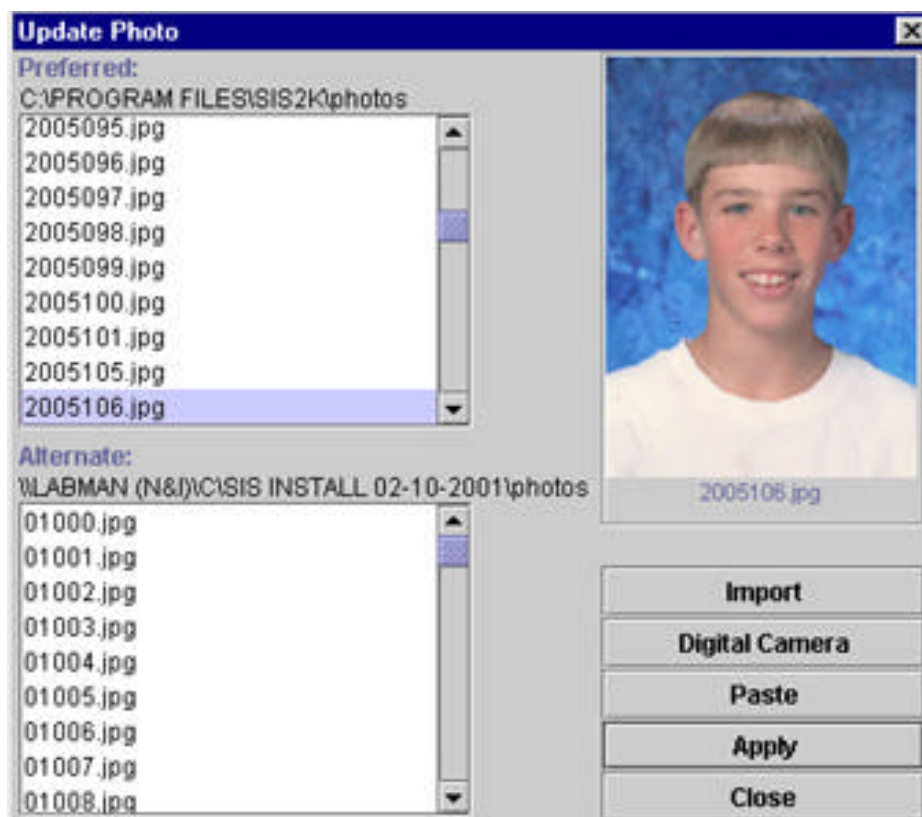 Update Photo
Preferred:
C:\PROGRAM FILES\SIS2K\photos
2005095.jpg
2005096.jpg
2005097.jpg
2005098.jpg
2005099.jpg
2005100.jpg
2005101.jpg
2005105.jpg
2005106.jpg
Alternate:
\\LABMAN (N&I)\C\SIS INSTALL 02-10-2001\photos
01000.jpg
01001.jpg
01002.jpg
01003.jpg
01004.jpg
01005.jpg
01006.jpg
01007.jpg
01008.jpg
2005106.jpg
Import
Digital Camera
Paste
Apply
Close